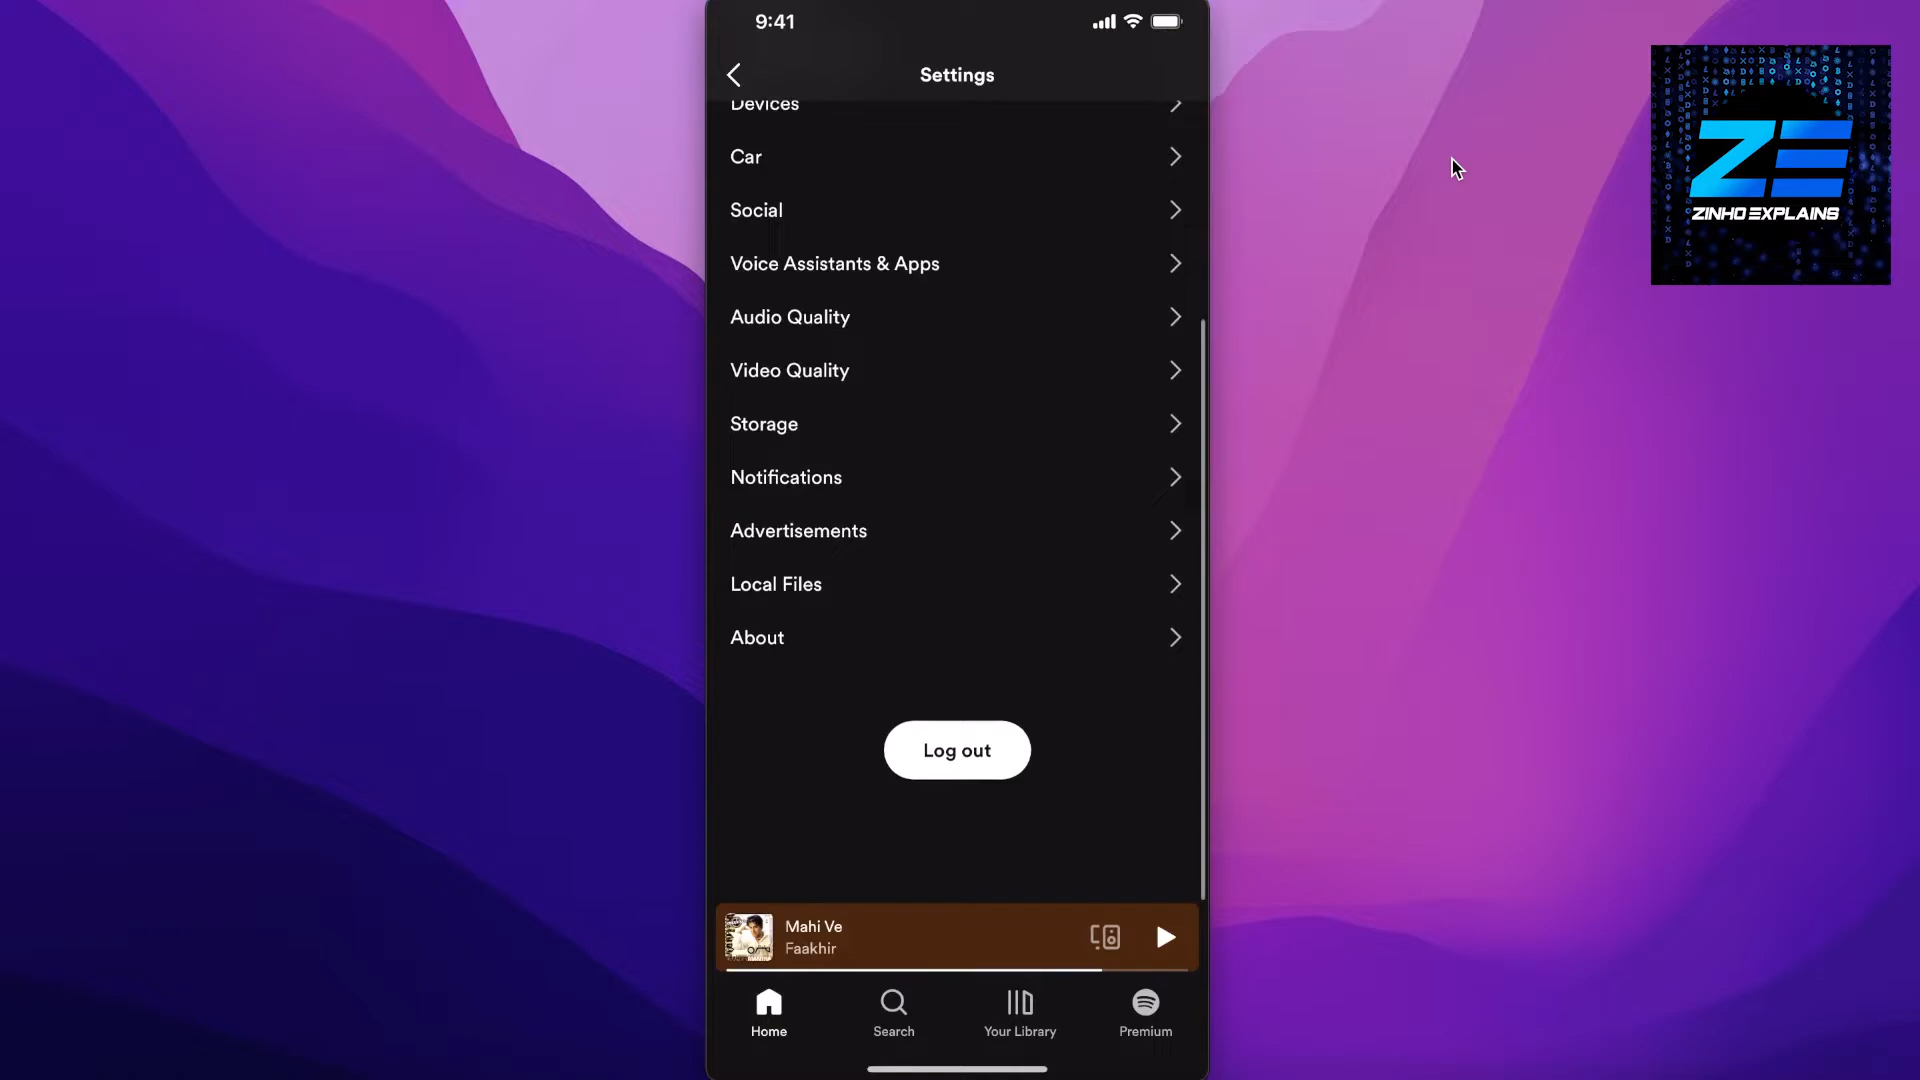 9:41
Settings
Devices
Car
Social
Voice Assistants & Apps
Audio Quality
Video Quality
Storage
Notifications
Advertisements
Local Files
About
Log out
Mahi Ve
Faakhir
Home
Search
Your Library
Premium
ZE
ZINHO EXPLAINS